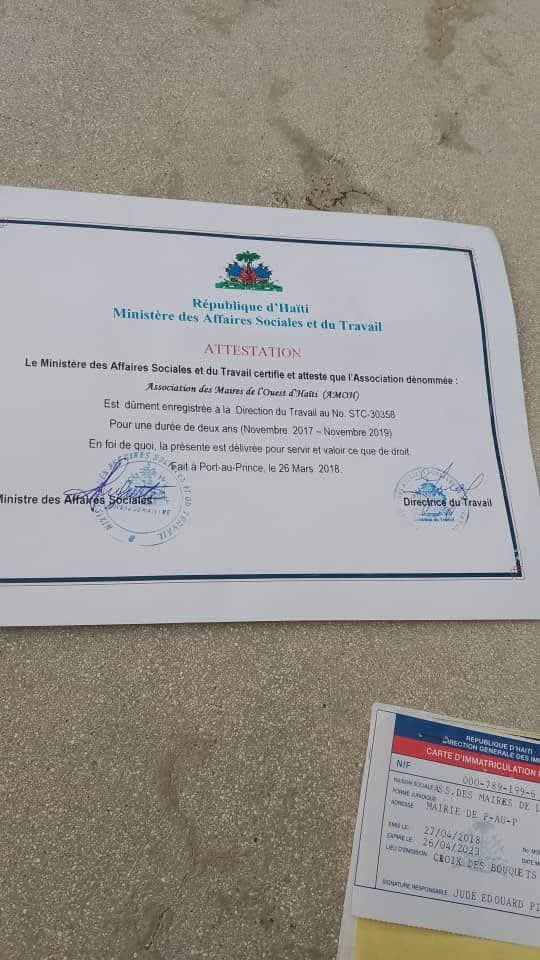 République d'Haïti
Ministère des Affaires Sociales et du Travail
ATTESTATION
Le Ministère des Affaires Sociales et du Travail certifie et atteste que l'Association dénommée :
Association des Maires de l'Ouest d'Haïti (AMOH)
Est dûment enregistrée à la Direction du Travail au No. STC-30358
Pour une durée de deux ans (Novembre. 2017 – Novembre 2019)
En foi de quoi, la présente est délivrée pour servir et valoir ce que de droit.
Fait à Port-au-Prince, le 26 Mars 2018.
Ministre des Affaires Sociales
Directrice du Travail
REPUBLIQUE D'HAITI
DIRECTION GENERALE DES IM
CARTE D'IMMATRICULATION
NIF
000-789-199-6
RAISON SOCIALE ASS.DES MAIRES DE L
FORME JURIDIQUE
ADRESSE MAIRIE DE P-AU-P
EMIS LE: 27/04/2018
EXPIRE LE: 26/04/2023
LIEU D'EMISSION: CROIX DES BOUQUETS
SIGNATURE RESPONSABLE JUDE EDOUARD